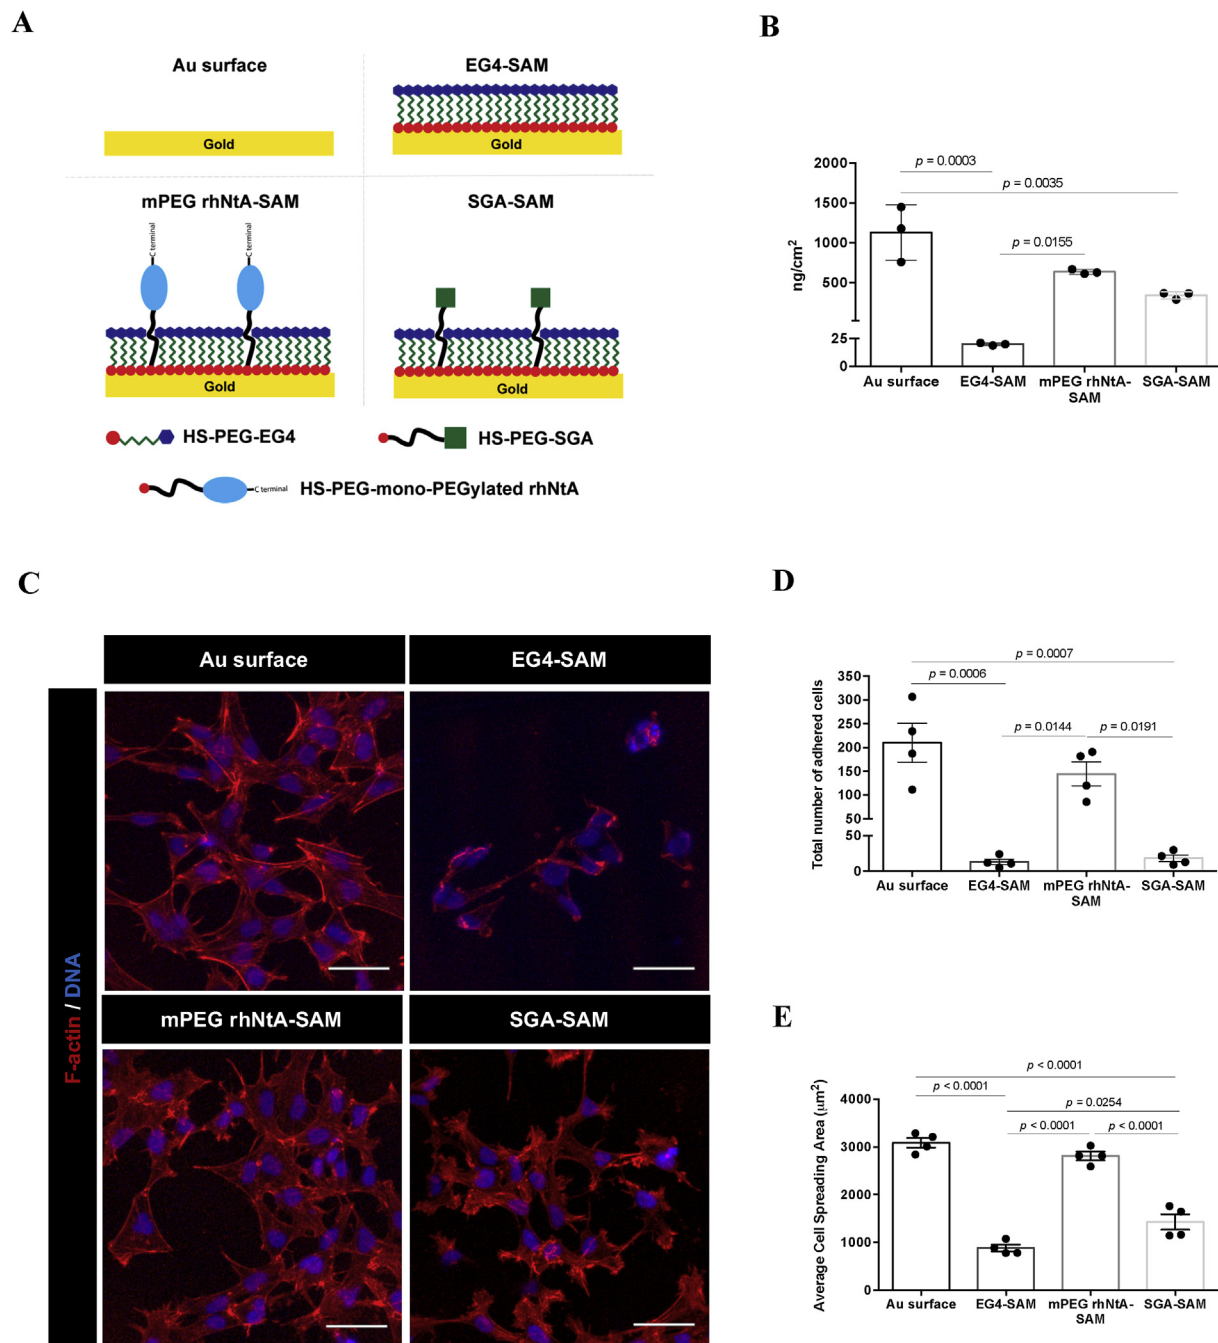 A
Au surface
EG4-SAM
Gold
Gold
mPEG rhNtA-SAM
SGA-SAM
C terminal
C terminal
Gold
Gold
HS-PEG-EG4
HS-PEG-SGA
C terminal
HS-PEG-mono-PEGylated rhNtA
B
ng/cm²
2000
1500
1000
500
25
0
p = 0.0003
p = 0.0035
p = 0.0155
Au surface
EG4-SAM
mPEG rhNtA-
SAM
SGA-SAM
C
F-actin / DNA
Au surface
EG4-SAM
mPEG rhNtA-SAM
SGA-SAM
D
Total number of adhered cells
350
300
250
200
150
100
50
50
0
p = 0.0007
p = 0.0006
p = 0.0144
p = 0.0191
Au surface
EG4-SAM
mPEG rhNtA-
SAM
SGA-SAM
E
Average Cell Spreading Area (µm²)
4000
3000
2000
1000
0
p < 0.0001
p < 0.0001
p = 0.0254
p < 0.0001
p < 0.0001
Au surface
EG4-SAM
mPEG rhNtA-
SAM
SGA-SAM